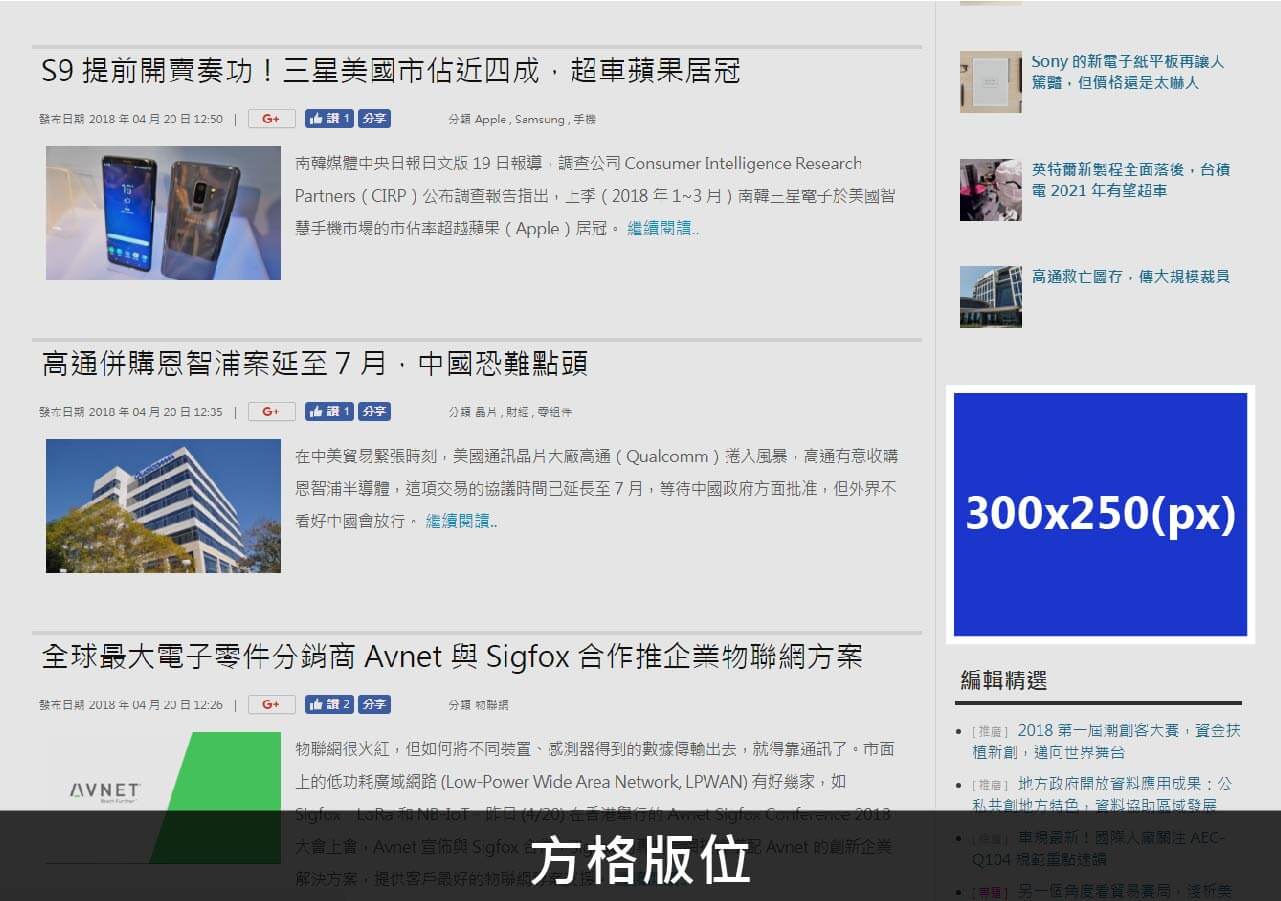 S9 提前開賣奏功！三星美國市佔近四成，超車蘋果居冠
發布日期 2018 年 04 月 20 日 12:50 | G+ 讚 1 分享 分類 Apple , Samsung , 手機
南韓媒體中央日報日文版 19 日報導，調查公司 Consumer Intelligence Research
Partners（CIRP）公布調查報告指出，上季（2018 年 1~3 月）南韓三星電子於美國智
慧手機市場的市佔率超越蘋果（Apple）居冠。 繼續閱讀..
高通併購恩智浦案延至 7 月，中國恐難點頭
發布日期 2018 年 04 月 20 日 12:35 | G+ 讚 1 分享 分類 晶片 , 財經 , 零組件
在中美貿易緊張時刻，美國通訊晶片大廠高通（Qualcomm）捲入風暴，高通有意收購
恩智浦半導體，這項交易的協議時間已延長至 7 月，等待中國政府方面批准，但外界不
看好中國會放行。 繼續閱讀..
全球最大電子零件分銷商 Avnet 與 Sigfox 合作推企業物聯網方案
發布日期 2018 年 04 月 20 日 12:26 | G+ 讚 2 分享 分類 物聯網
AVNET
Reach Further
物聯網很火紅，但如何將不同裝置、感測器得到的數據傳輸出去，就得靠通訊了。市面
上的低功耗廣域網路 (Low-Power Wide Area Network, LPWAN) 有好幾家，如
Sigfox、LoRa 和 NB-IoT。昨日 (4/20) 在香港舉行的 Avnet Sigfox Conference 2018
大會上會，Avnet 宣佈與 Sigfox 合 配 Avnet 的創新企業
解決方案，提供客戶最好的物聯網
Sony 的新電子紙平板再讓人
驚豔，但價格還是太嚇人
英特爾新製程全面落後，台積
電 2021 年有望超車
高通救亡圖存，傳大規模裁員
300x250(px)
編輯精選
[推廣] 2018 第一屆潮創客大賽，資金扶
植新創，邁向世界舞台
[推廣] 地方政府開放資料應用成果：公
私共創地方特色，資料協助區域發展
[推廣] 車規最新！國際人廠關注 AEC-
Q104 規範重點速讀
[專題] 另一個角度看貿易賽局，淺析美
方格版位